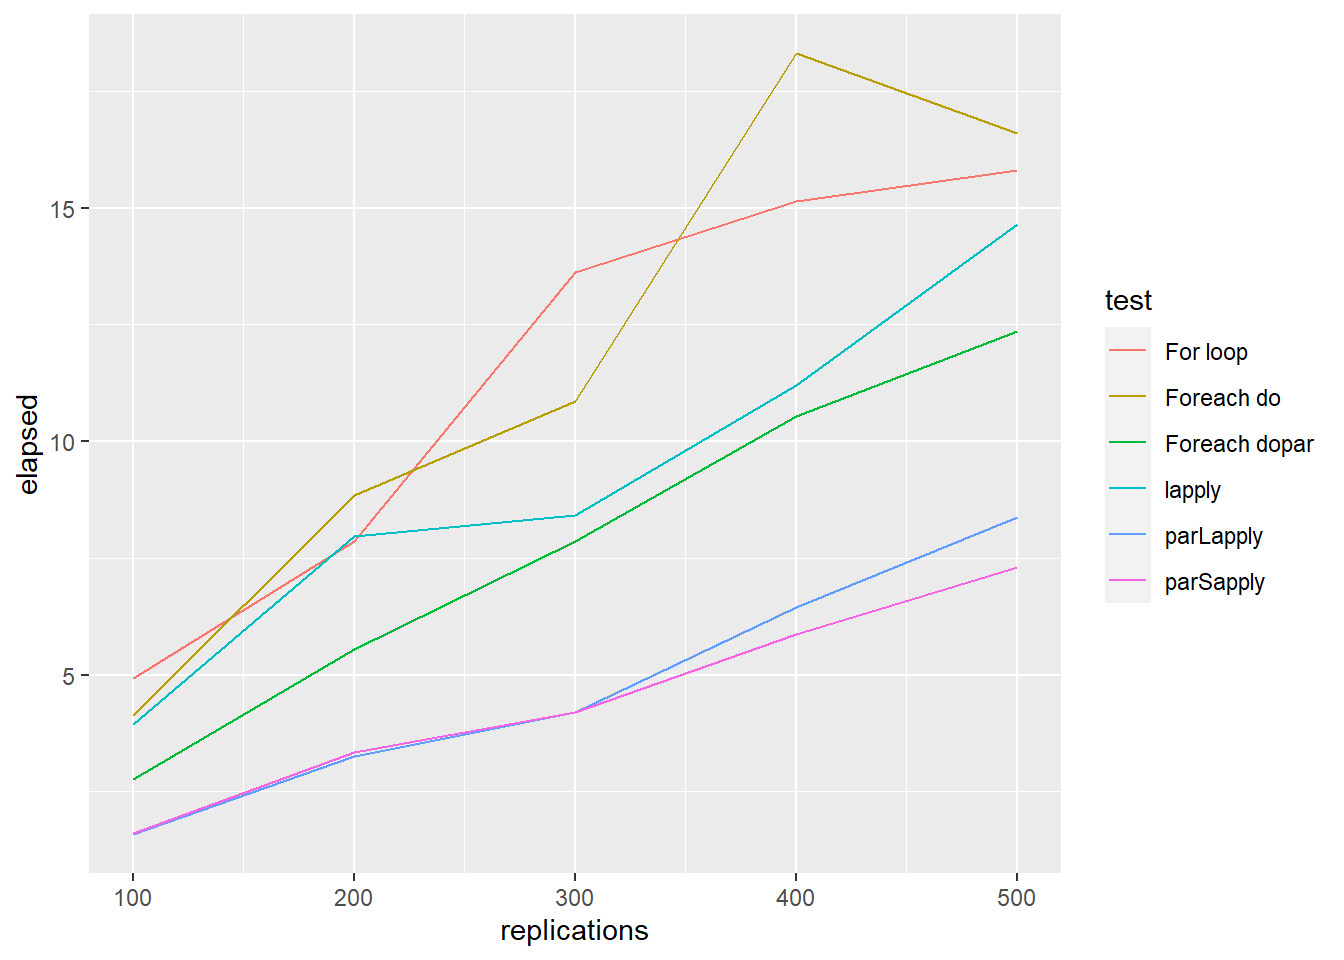 15
10
5
elapsed
100 200 300 400 500
replications
test
For loop
Foreach do
Foreach dopar
lapply
parLapply
parSapply